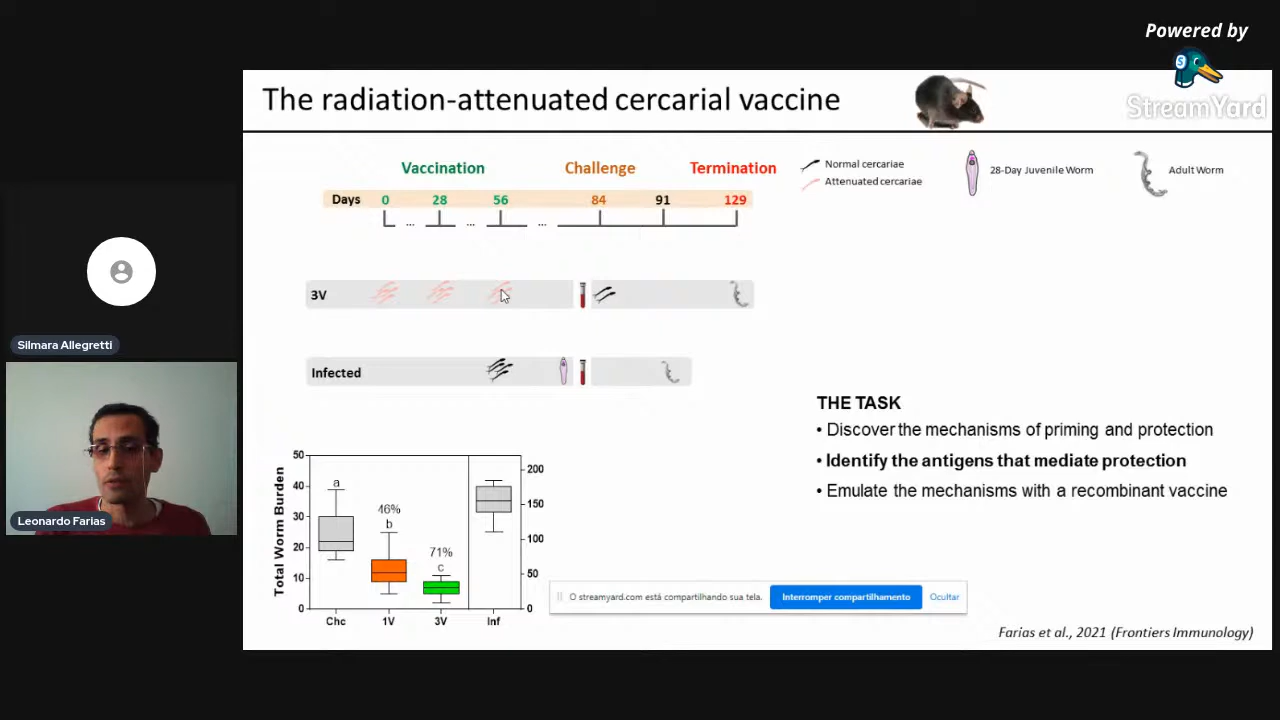 Powered by
S
StreamYard
The radiation-attenuated cercarial vaccine
Vaccination Challenge Termination
Days 0 28 56 84 91 129
... ... ...
Normal cercariae
Attenuated cercariae
28-Day Juvenile Worm
Adult Worm
3V
Infected
Silmara Allegretti
Leonardo Farias
THE TASK
• Discover the mechanisms of priming and protection
• Identify the antigens that mediate protection
• Emulate the mechanisms with a recombinant vaccine
Total Worm Burden
50
40
30
20
10
0
a
46%
b
71%
c
200
150
100
50
0
Chc 1V 3V Inf
O streamyard.com está compartilhando sua tela. Interromper compartilhamento Ocultar
Farias et al., 2021 (Frontiers Immunology)